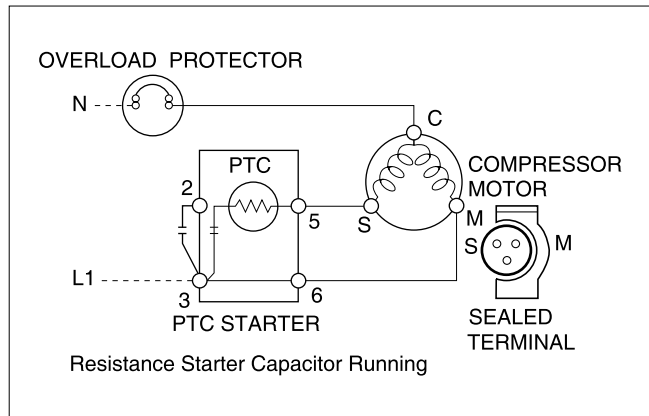 OVERLOAD PROTECTOR
N
C
PTC
COMPRESSOR
MOTOR
2
5
S
M
S
M
L1
3
6
PTC STARTER
SEALED
TERMINAL
Resistance Starter Capacitor Running